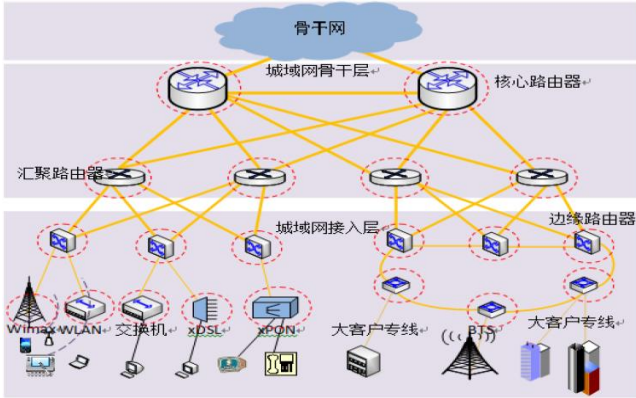 骨干网
城域网骨干层
核心路由器
汇聚路由器
城域网接入层
边缘路由器
Wimax
WLAN
交换机
xDSL
xPON
大客户专线
BTS
大客户专线